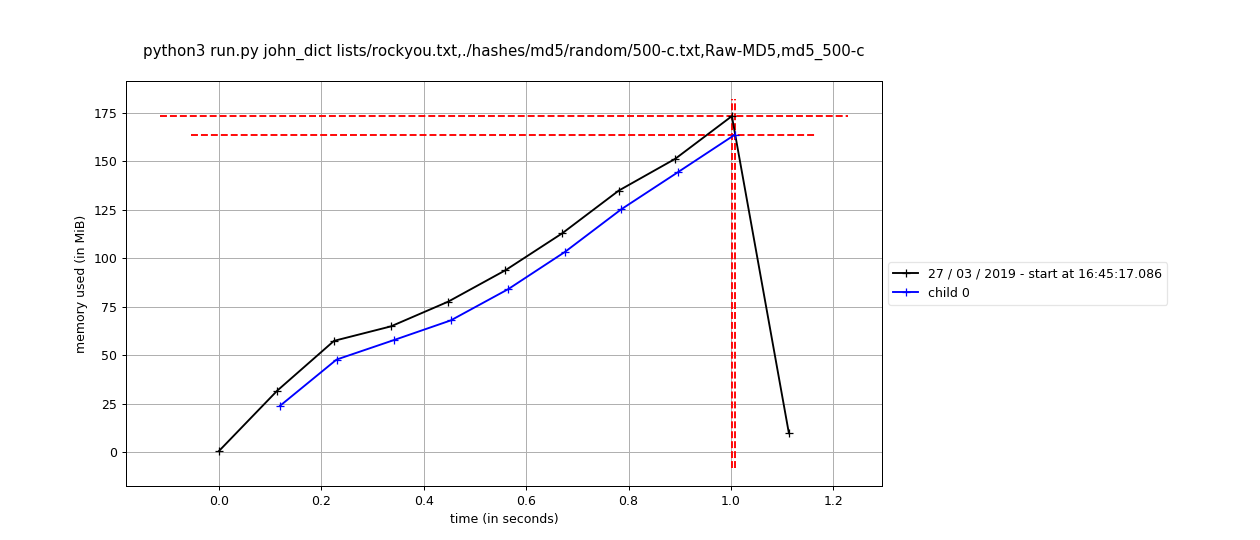 python3 run.py john_dict lists/rockyou.txt,./hashes/md5/random/500-c.txt,Raw-MD5,md5_500-c
memory used (in MiB)
175
150
125
100
75
50
25
0
0.0 0.2 0.4 0.6 0.8 1.0 1.2
time (in seconds)
27 / 03 / 2019 - start at 16:45:17.086
child 0